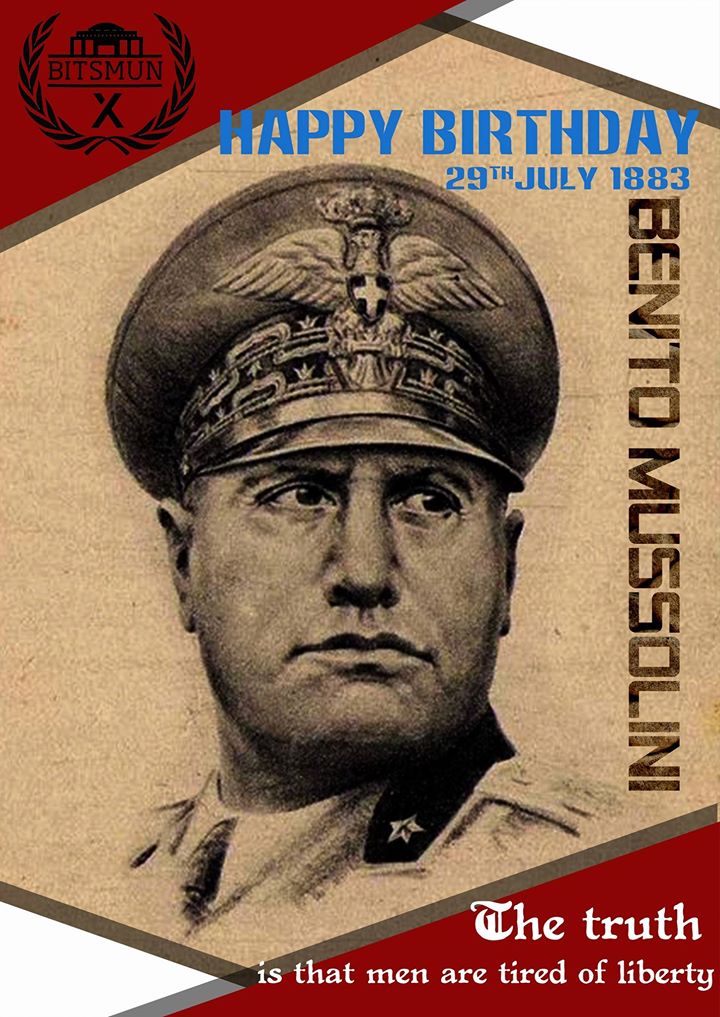 BITSMUN
X
HAPPY BIRTHDAY
29TH JULY 1883
BENITO MUSSOLINI
The truth
is that men are tired of liberty